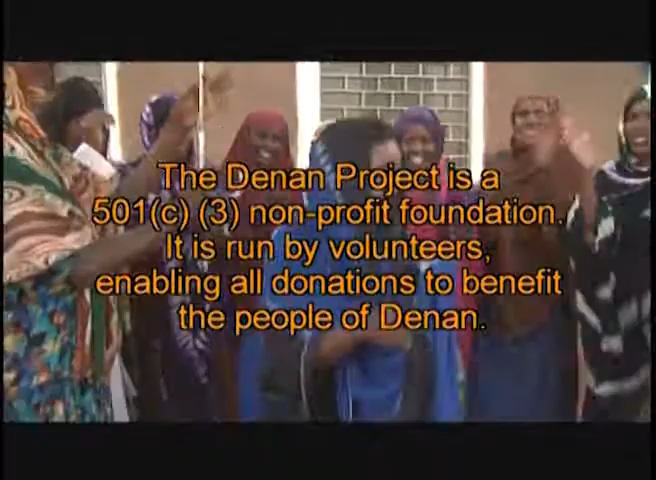 The Denan Project is a
501(c) (3) non-profit foundation.
It is run by volunteers,
enabling all donations to benefit
the people of Denan.